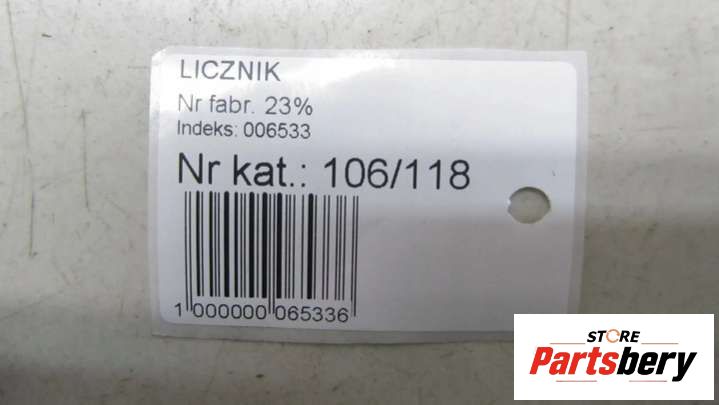 LICZNIK
Nr fabr. 23%
Indeks: 006533
Nr kat.: 106/118
1 000000 065336
STORE
Partsbery